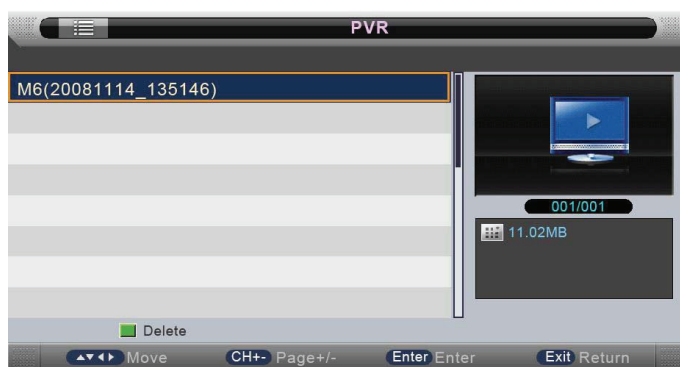 PVR
M6(20081114_135146)
001/001
11.02MB
Delete
Move CH+- Page+/- Enter Enter Exit Return